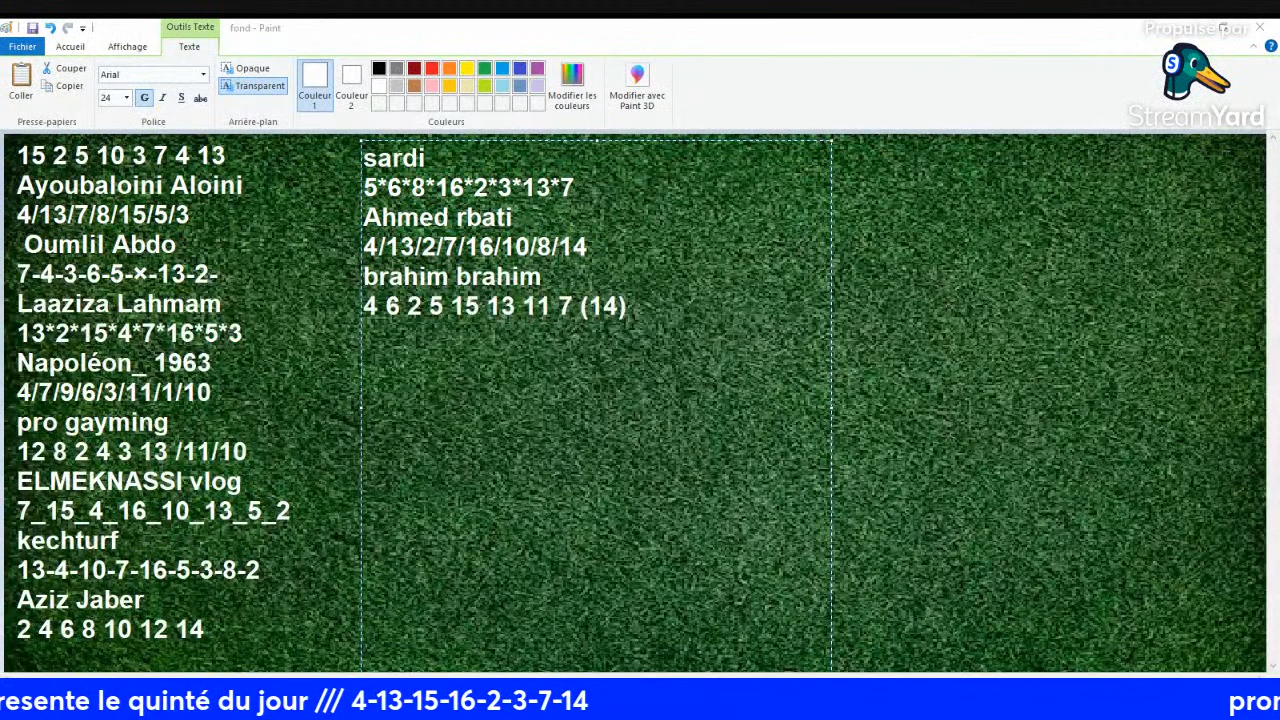 Outils Texte
fond - Paint
Propulsé par
Fichier
Accueil
Affichage
Texte
Coller
Couper
Copier
Presse-papiers
Arial
24
G I S abc
Police
Opaque
Transparent
Arrière-plan
Couleur 1
Couleur 2
Couleurs
Modifier les couleurs
Modifier avec Paint 3D
StreamYard
15 2 5 10 3 7 4 13
Ayoubaloini Aloini
4/13/7/8/15/5/3
Oumlil Abdo
7-4-3-6-5-×-13-2-
Laaziza Lahmam
13*2*15*4*7*16*5*3
Napoléon_ 1963
4/7/9/6/3/11/1/10
pro gayming
12 8 2 4 3 13 /11/10
ELMEKNASSI vlog
7_15_4_16_10_13_5_2
kechturf
13-4-10-7-16-5-3-8-2
Aziz Jaber
2 4 6 8 10 12 14
sardi
5*6*8*16*2*3*13*7
Ahmed rbati
4/13/2/7/16/10/8/14
brahim brahim
4 6 2 5 15 13 11 7 (14)
resente le quinté du jour /// 4-13-15-16-2-3-7-14
pron